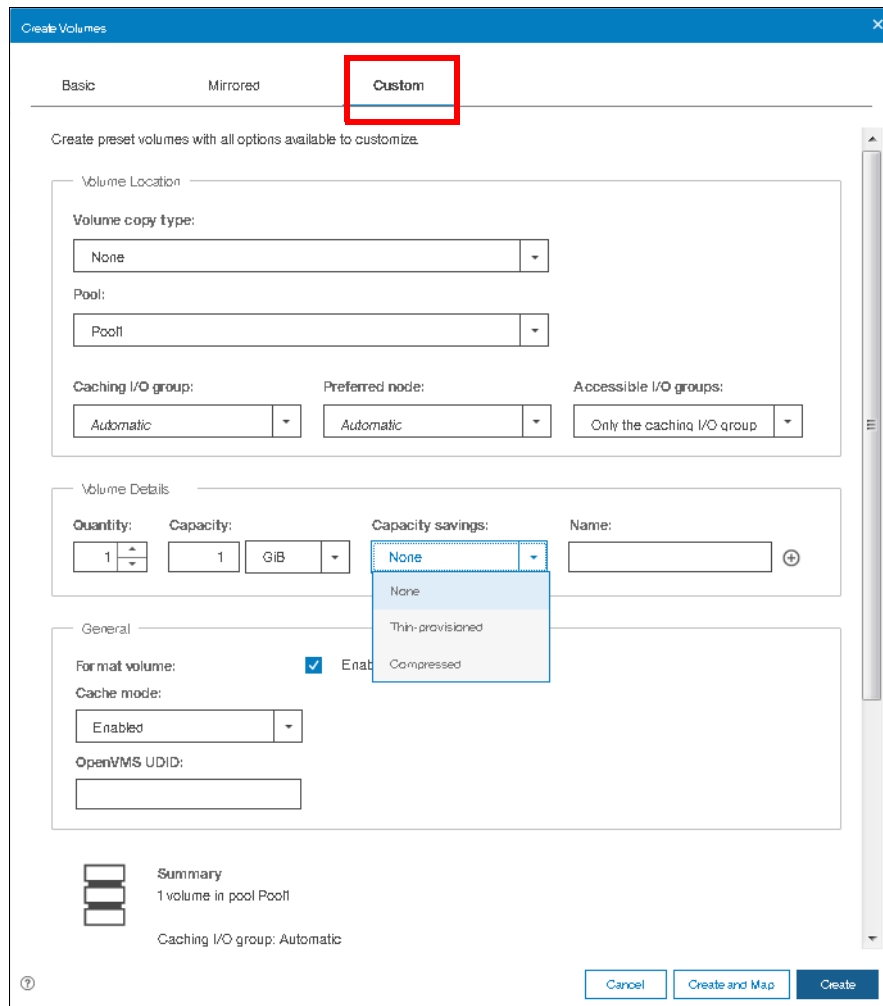 Create Volumes
Basic Mirrored Custom
Create preset volumes with all options available to customize.
Volume Location
Volume copy type:
None
Pool:
Pool1
Caching I/O group: Preferred node: Accessible I/O groups:
Automatic Automatic Only the caching I/O group
Volume Details
Quantity: Capacity: Capacity savings: Name:
1 1 GiB None
None
General
Thin-provisioned
Format volume: Enab Compressed
Cache mode:
Enabled
OpenVMS UDID:
Summary
1 volume in pool Pool1
Caching I/O group: Automatic
Cancel Create and Map Create